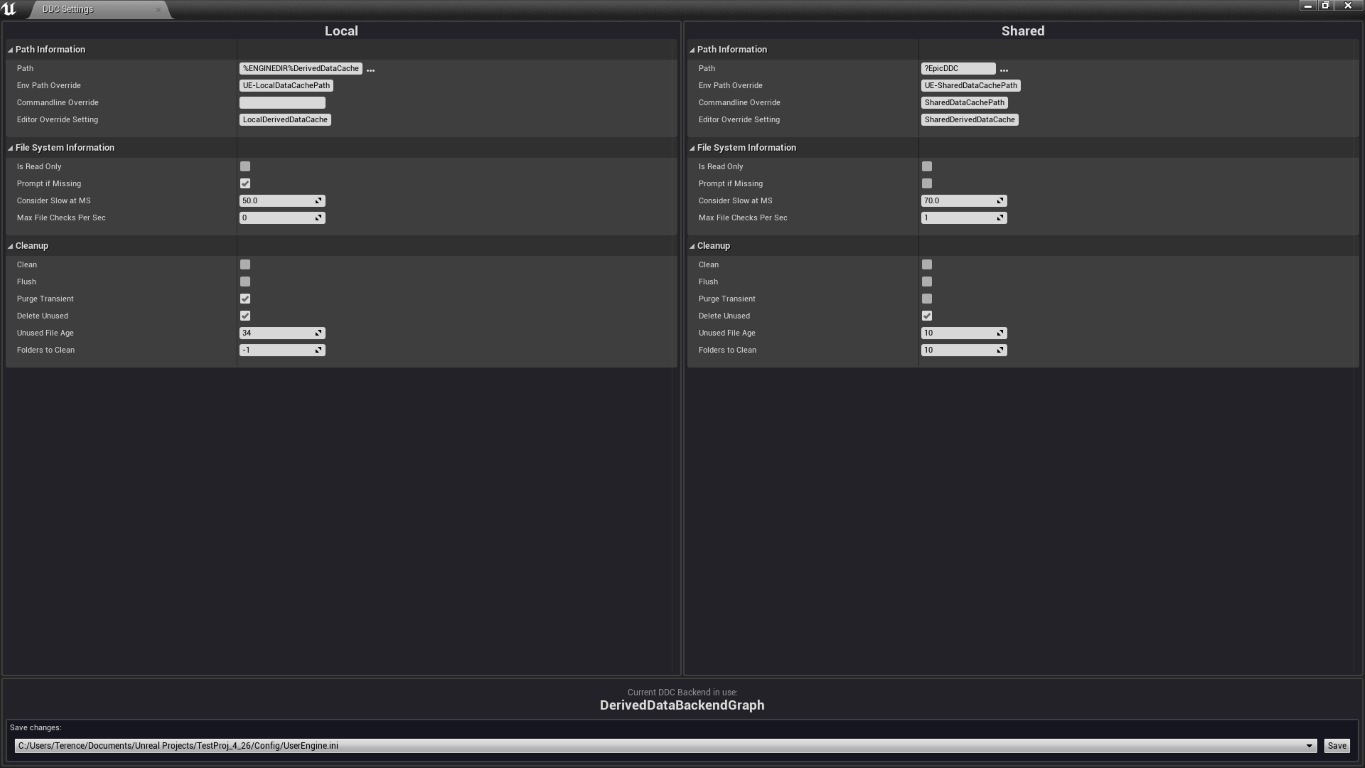 DDC Settings
Local
Path Information
Path %ENGINEDIR%DerivedDataCache ...
Env Path Override UE-LocalDataCachePath
Commandline Override
Editor Override Setting LocalDerivedDataCache
File System Information
Is Read Only
Prompt if Missing
Consider Slow at MS 50.0
Max File Checks Per Sec 0
Cleanup
Clean
Flush
Purge Transient
Delete Unused
Unused File Age 34
Folders to Clean -1
Shared
Path Information
Path ?EpicDDC ...
Env Path Override UE-SharedDataCachePath
Commandline Override SharedDataCachePath
Editor Override Setting SharedDerivedDataCache
File System Information
Is Read Only
Prompt if Missing
Consider Slow at MS 70.0
Max File Checks Per Sec 1
Cleanup
Clean
Flush
Purge Transient
Delete Unused
Unused File Age 10
Folders to Clean 10
Current DDC Backend in use:
DerivedDataBackendGraph
Save changes:
C:/Users/Terence/Documents/Unreal Projects/TestProj_4_26/Config/UserEngine.ini Save